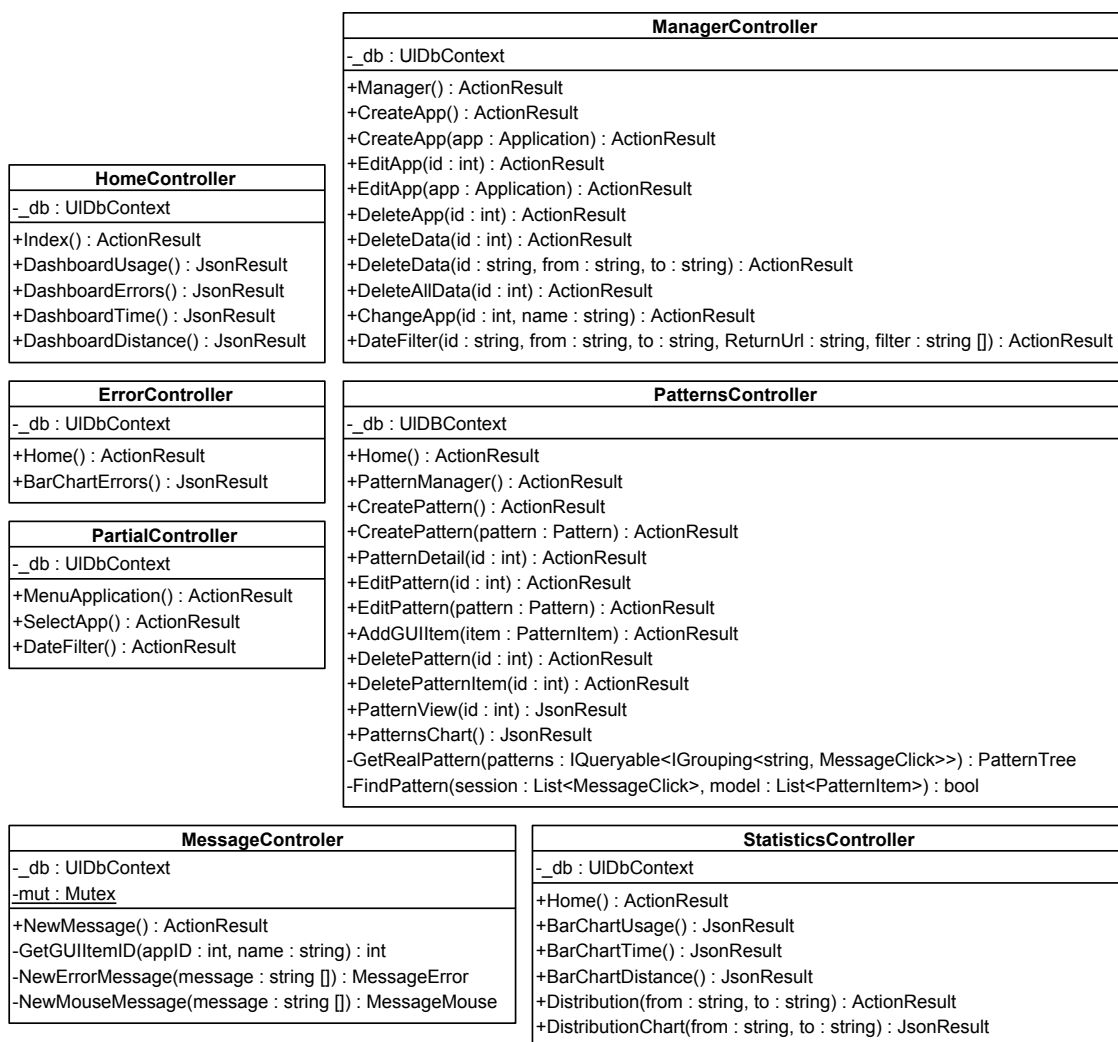 ManagerController
-_db : UIDbContext
+Manager() : ActionResult
+CreateApp() : ActionResult
+CreateApp(app : Application) : ActionResult
+EditApp(id : int) : ActionResult
+EditApp(app : Application) : ActionResult
+DeleteApp(id : int) : ActionResult
+DeleteData(id : int) : ActionResult
+DeleteData(id : string, from : string, to : string) : ActionResult
+DeleteAllData(id : int) : ActionResult
+ChangeApp(id : int, name : string) : ActionResult
+DateFilter(id : string, from : string, to : string, ReturnUrl : string, filter : string []) : ActionResult
HomeController
-_db : UIDbContext
+Index() : ActionResult
+DashboardUsage() : JsonResult
+DashboardErrors() : JsonResult
+DashboardTime() : JsonResult
+DashboardDistance() : JsonResult
ErrorController
-_db : UIDbContext
+Home() : ActionResult
+BarChartErrors() : JsonResult
PartialController
-_db : UIDbContext
+MenuApplication() : ActionResult
+SelectApp() : ActionResult
+DateFilter() : ActionResult
PatternsController
-_db : UIDBContext
+Home() : ActionResult
+PatternManager() : ActionResult
+CreatePattern() : ActionResult
+CreatePattern(pattern : Pattern) : ActionResult
+PatternDetail(id : int) : ActionResult
+EditPattern(id : int) : ActionResult
+EditPattern(pattern : Pattern) : ActionResult
+AddGUIItem(item : PatternItem) : ActionResult
+DeletePattern(id : int) : ActionResult
+DeletePatternItem(id : int) : ActionResult
+PatternView(id : int) : JsonResult
+PatternsChart() : JsonResult
-GetRealPattern(patterns : IQueryable<IGrouping<string, MessageClick>>) : PatternTree
-FindPattern(session : List<MessageClick>, model : List<PatternItem>) : bool
MessageControler
-_db : UIDbContext
-mut : Mutex
+NewMessage() : ActionResult
-GetGUIItemID(appID : int, name : string) : int
-NewErrorMessage(message : string []) : MessageError
-NewMouseMessage(message : string []) : MessageMouse
StatisticsController
-_db : UIDbContext
+Home() : ActionResult
+BarChartUsage() : JsonResult
+BarChartTime() : JsonResult
+BarChartDistance() : JsonResult
+Distribution(from : string, to : string) : ActionResult
+DistributionChart(from : string, to : string) : JsonResult